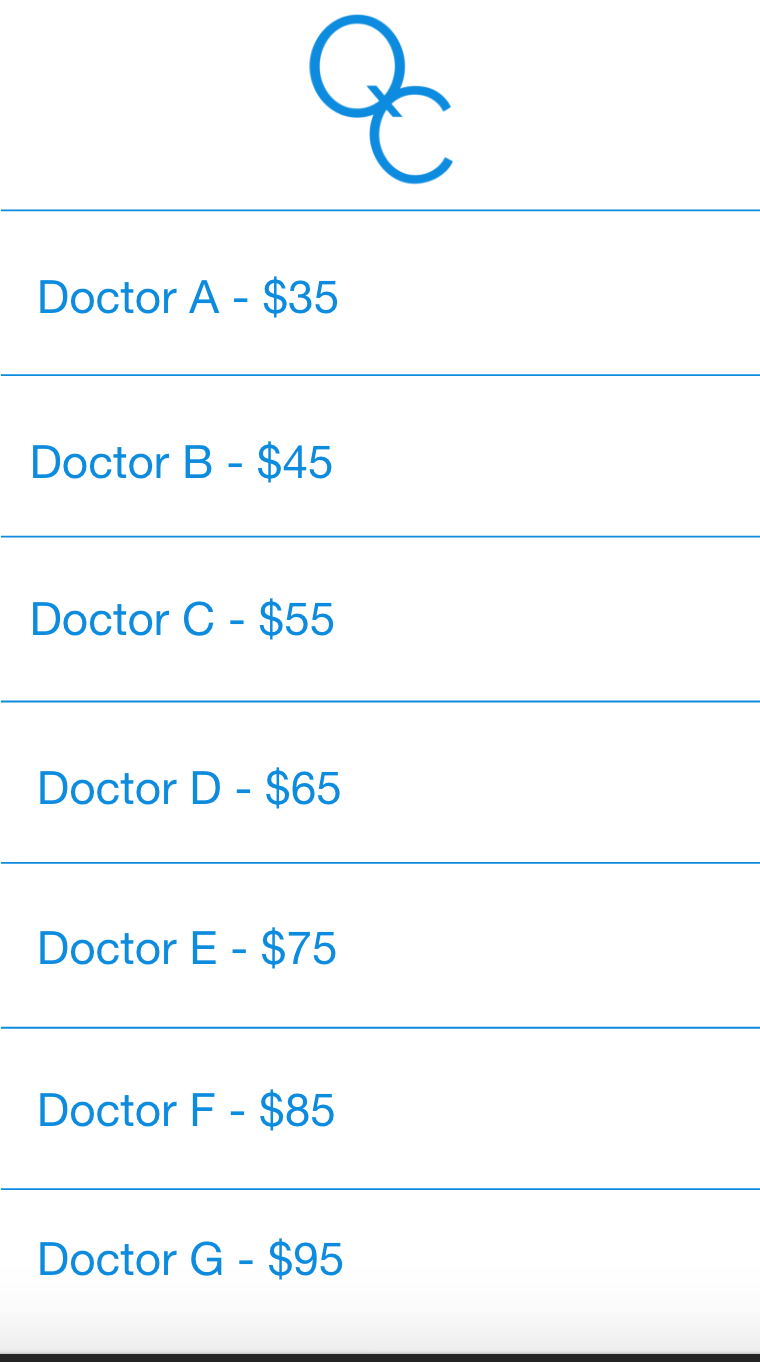 QC
Doctor A - $35
Doctor B - $45
Doctor C - $55
Doctor D - $65
Doctor E - $75
Doctor F - $85
Doctor G - $95